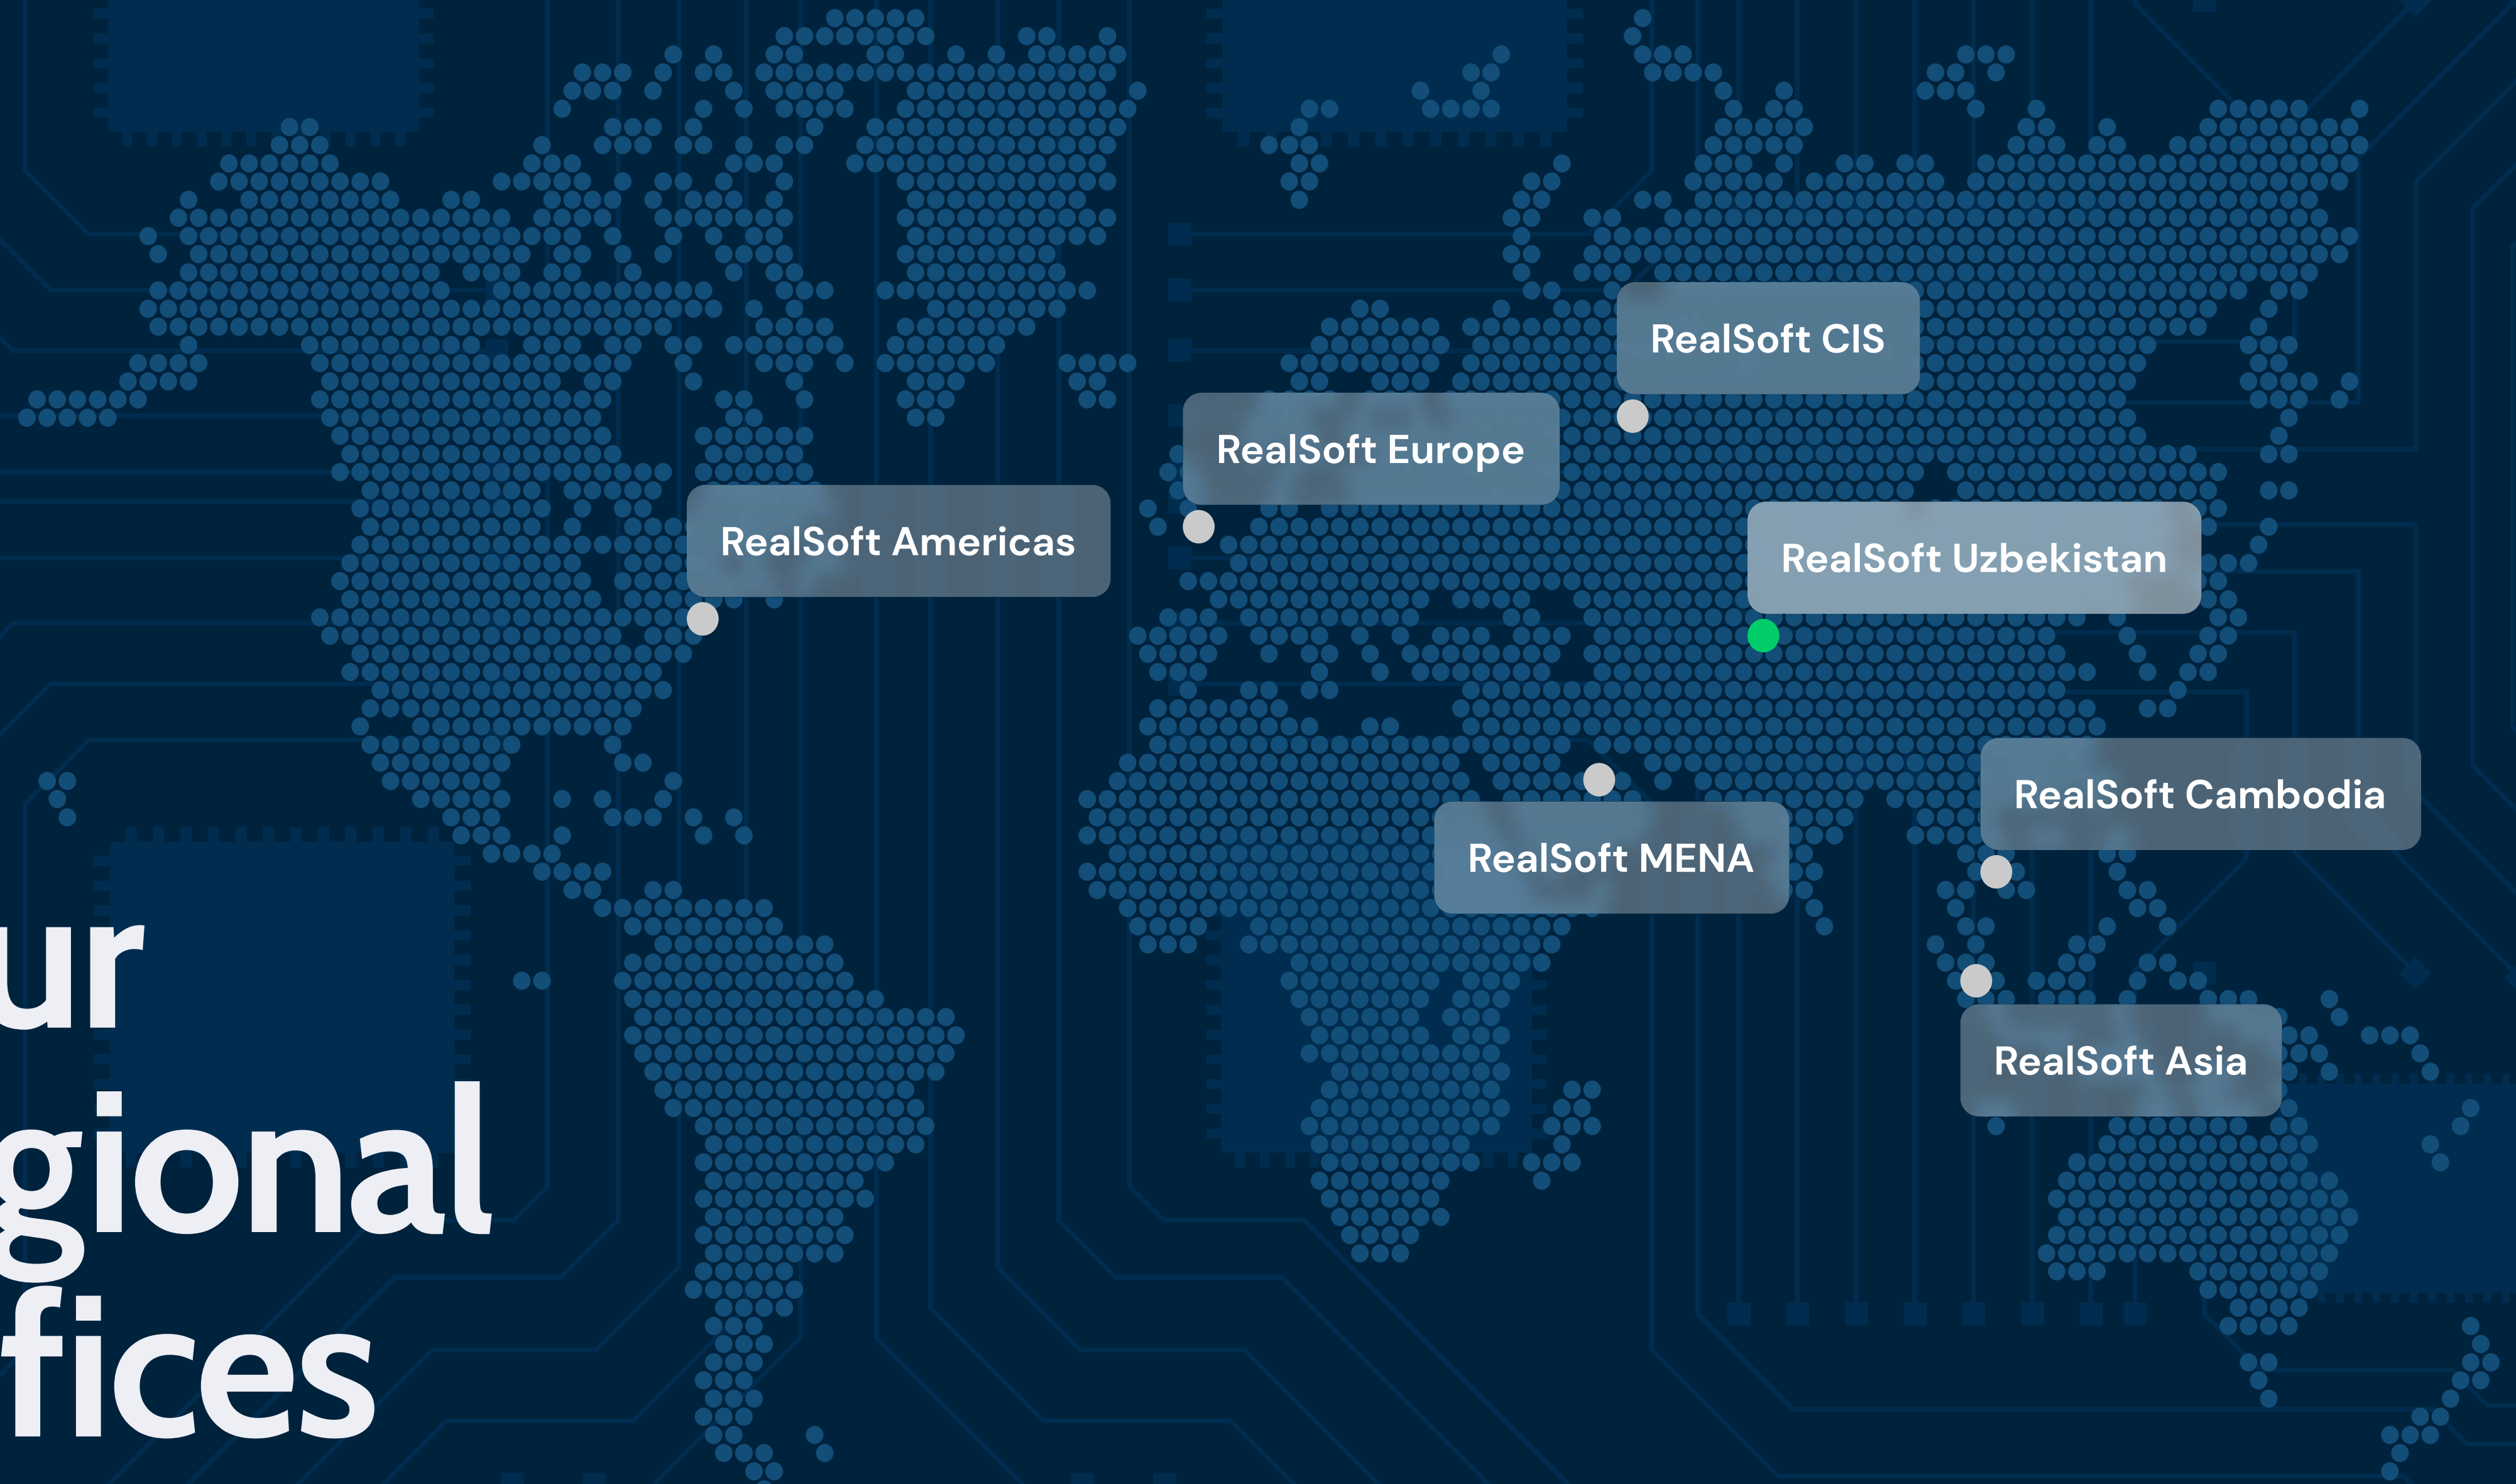 RealSoft CIS
RealSoft Europe
RealSoft Americas
RealSoft Uzbekistan
RealSoft Cambodia
RealSoft MENA
RealSoft Asia
ur
gional
fices